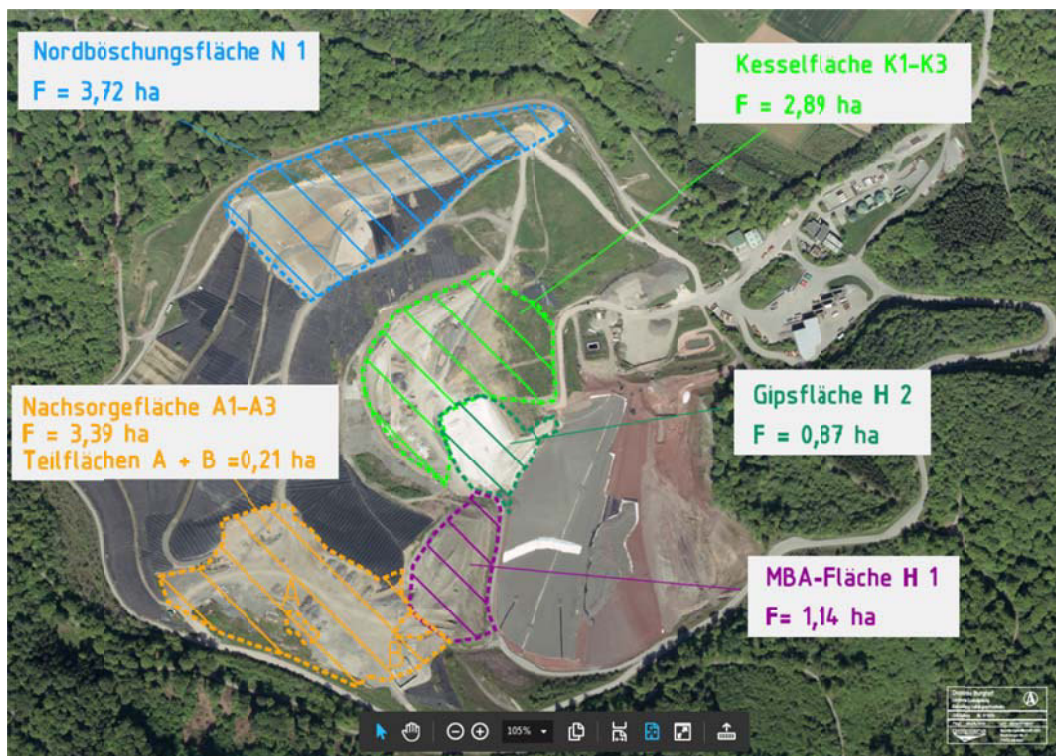 Nordböschungsfläche N 1
F = 3,72 ha
Kesselfläche K1-K3
F = 2,89 ha
Gipsfläche H 2
F = 0,87 ha
Nachsorgefläche A1-A3
F = 3,39 ha
Teilflächen A + B =0,21 ha
MBA-Fläche H 1
F= 1,14 ha
A
B
105%